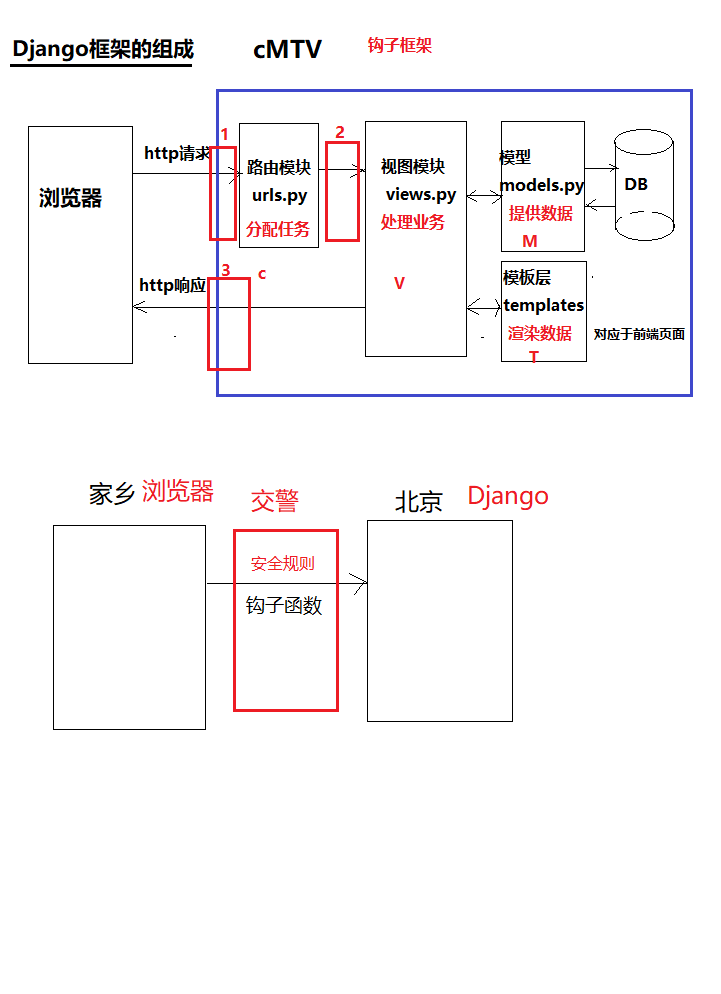 Django框架的组成 cMTV 钩子框架
1
2
http请求
浏览器
路由模块
urls.py
分配任务
视图模块
views.py
处理业务
V
模型
models.py
提供数据
M
DB
3
c
http响应
模板层
templates
渲染数据
T
对应于前端页面
家乡 浏览器
交警
北京 Django
安全规则
钩子函数